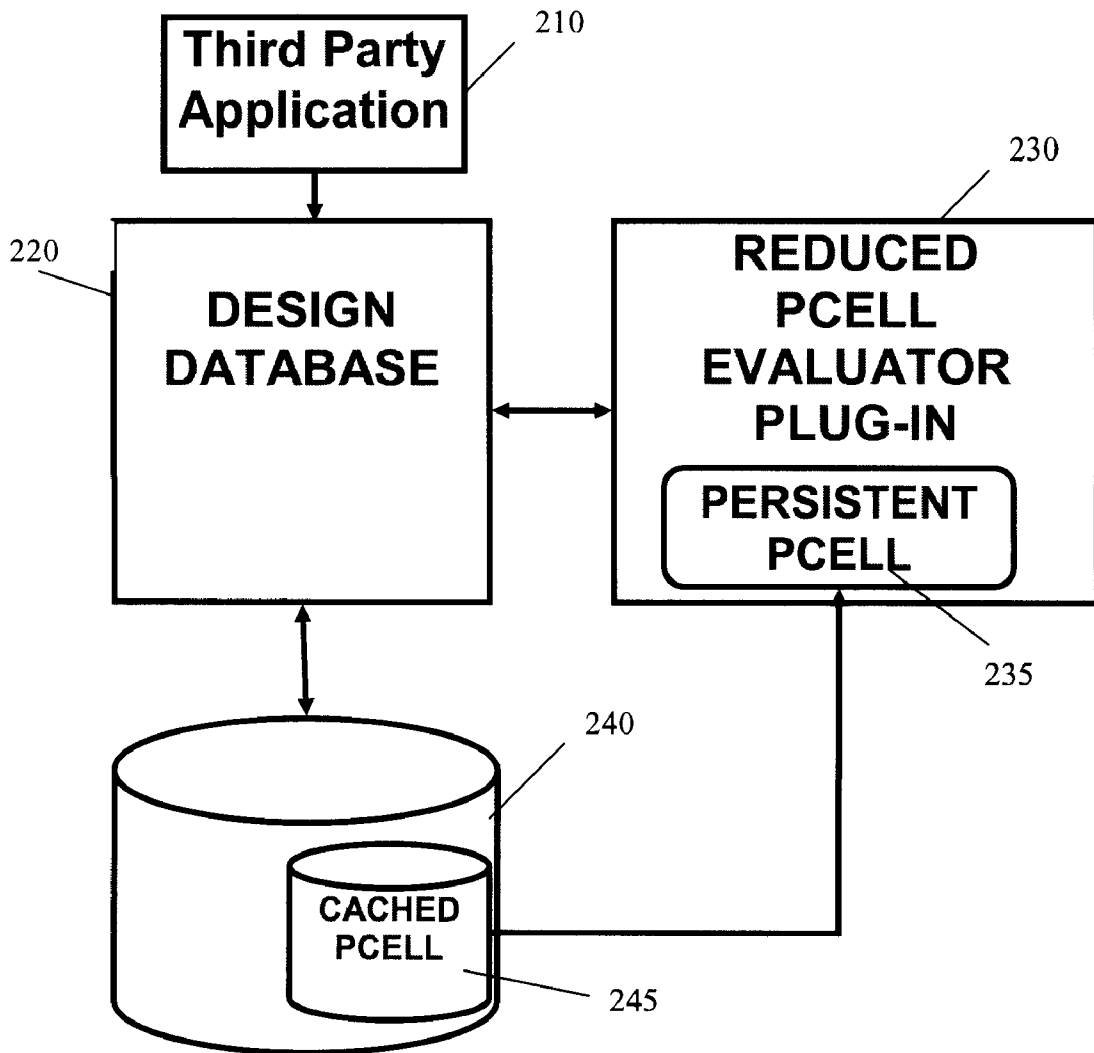 Third Party
Application
210
220
DESIGN
DATABASE
230
REDUCED
PCELL
EVALUATOR
PLUG-IN
PERSISTENT
PCELL
235
240
CACHED
PCELL
245